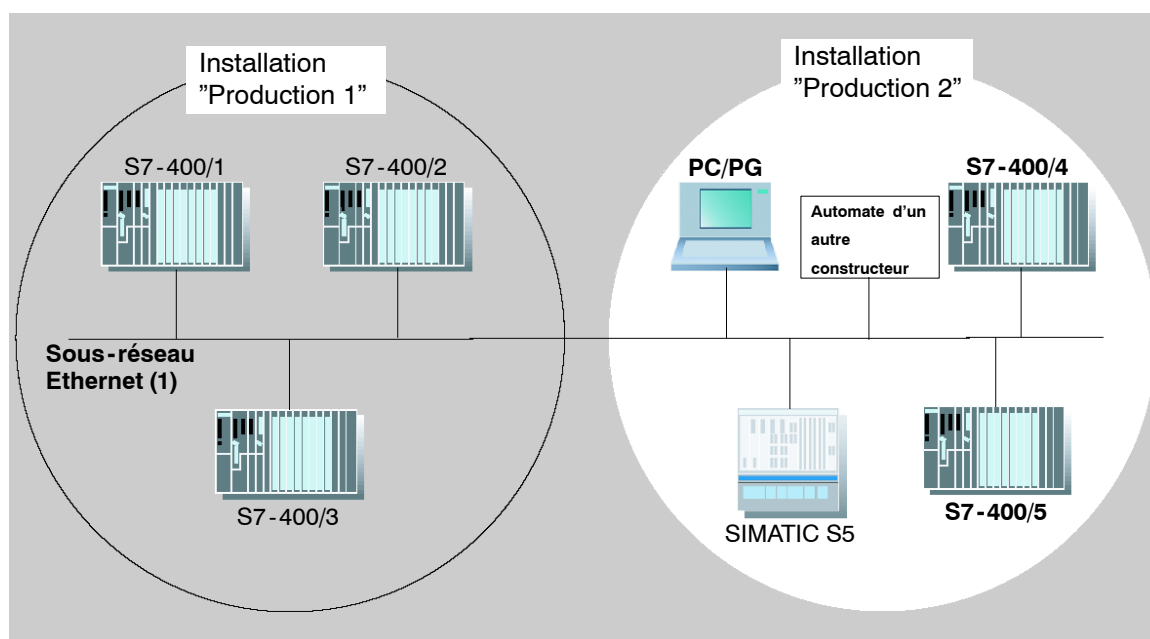 Installation
”Production 1”
Installation
”Production 2”
S7-400/1
S7-400/2
PC/PG
S7-400/4
Automate d’un
autre
constructeur
Sous-réseau
Ethernet (1)
S7-400/3
SIMATIC S5
S7-400/5